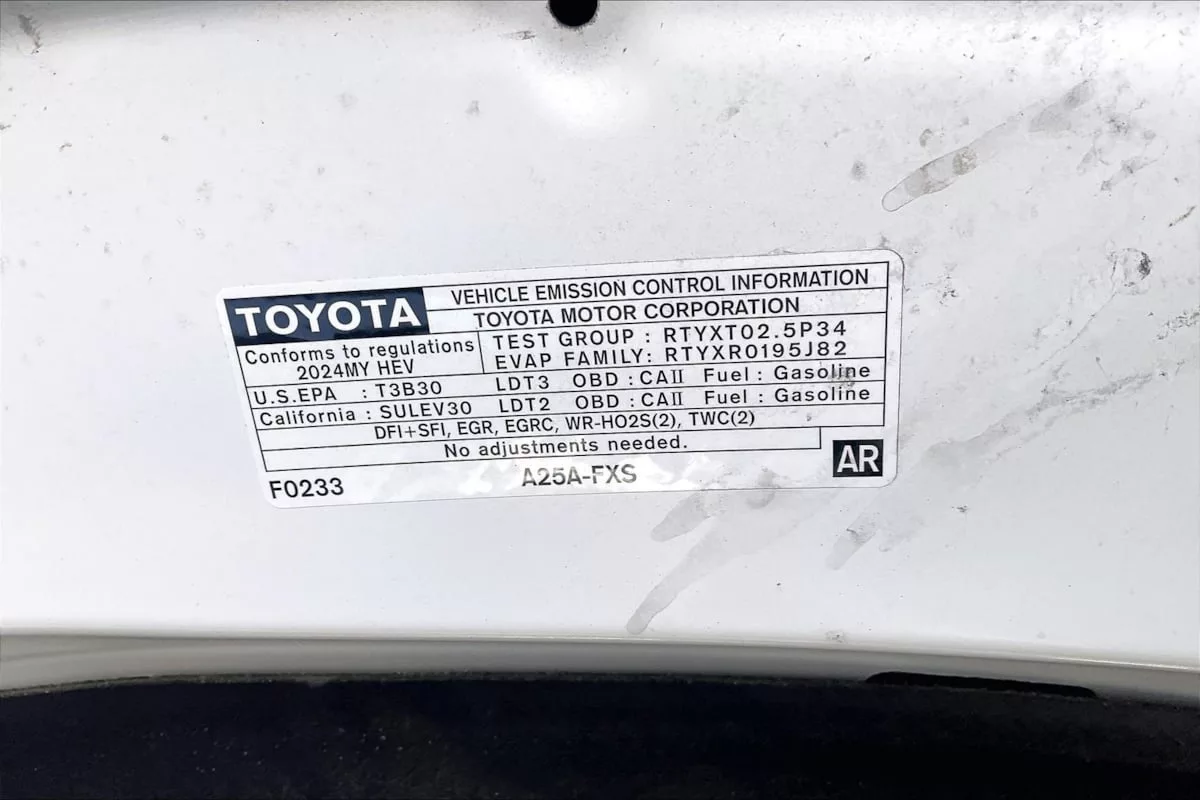 TOYOTA
VEHICLE EMISSION CONTROL INFORMATION
TOYOTA MOTOR CORPORATION
Conforms to regulations
2024MY HEV
TEST GROUP : RTYXT02.5P34
EVAP FAMILY: RTYXR0195J82
U.S.EPA : T3B30 LDT3 OBD : CAII Fuel : Gasoline
California : SULEV30 LDT2 OBD : CAII Fuel : Gasoline
DFI+SFI, EGR, EGRC, WR-HO2S(2), TWC(2)
No adjustments needed.
F0233
A25A-FXS
AR